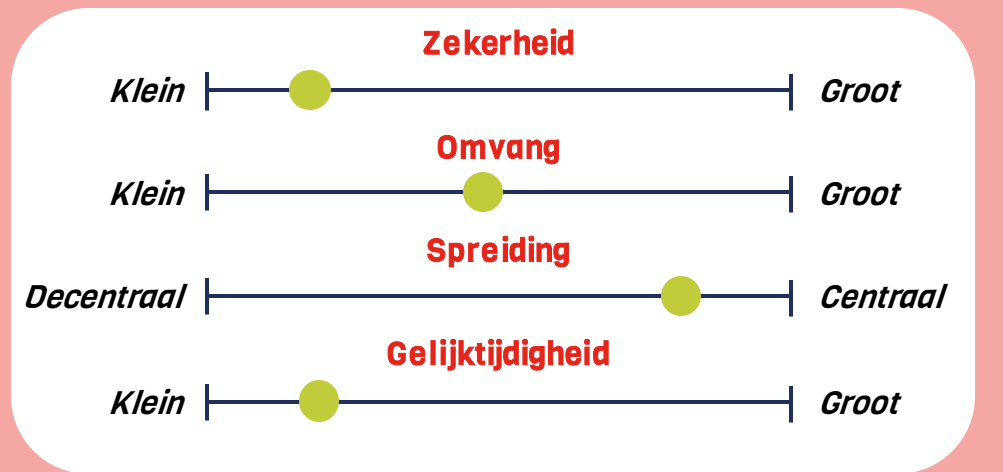 Zekerheid
Klein Groot
Omvang
Klein Groot
Spreiding
Decentraal Centraal
Gelijktijdigheid
Klein Groot